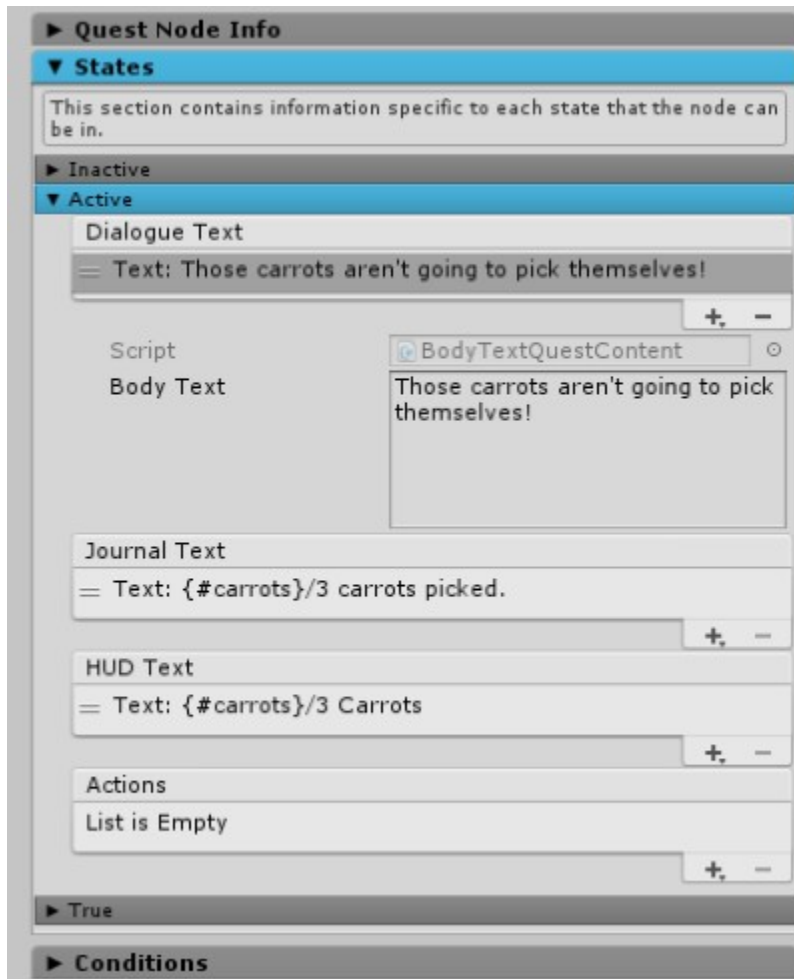 Quest Node Info
States
This section contains information specific to each state that the node can
be in.
Inactive
Active
Dialogue Text
Text: Those carrots aren't going to pick themselves!
Script
BodyTextQuestContent
Body Text
Those carrots aren't going to pick
themselves!
Journal Text
Text: {#carrots}/3 carrots picked.
HUD Text
Text: {#carrots}/3 Carrots
Actions
List is Empty
True
Conditions